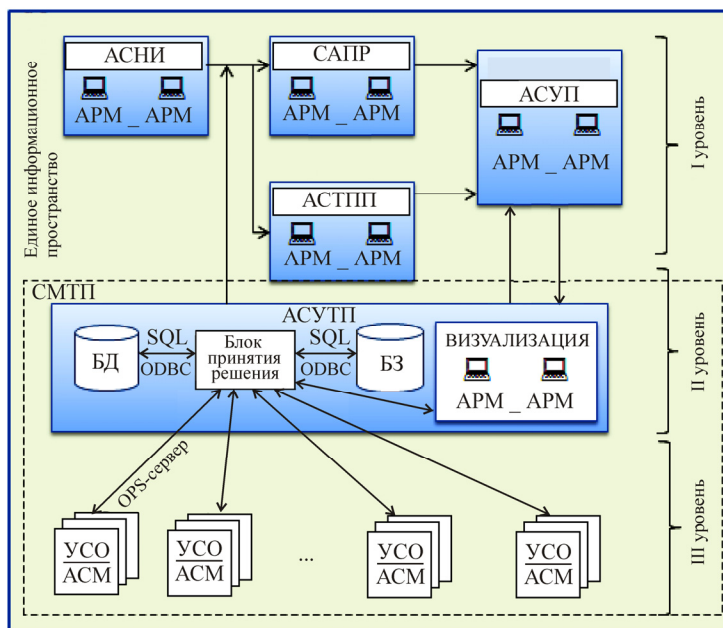 АСНИ
АРМ _ АРМ
САПР
АРМ _ АРМ
АСУП
АРМ _ АРМ
I уровень
Единое информационное
пространство
АСТПП
АРМ _ АРМ
СМТП
АСУТП
БД
SQL
ODBC
Блок
принятия
решения
SQL
ODBC
БЗ
ВИЗУАЛИЗАЦИЯ
АРМ _ АРМ
II уровень
OPS-сервер
УСО
АСМ
УСО
АСМ
...
УСО
АСМ
УСО
АСМ
III уровень